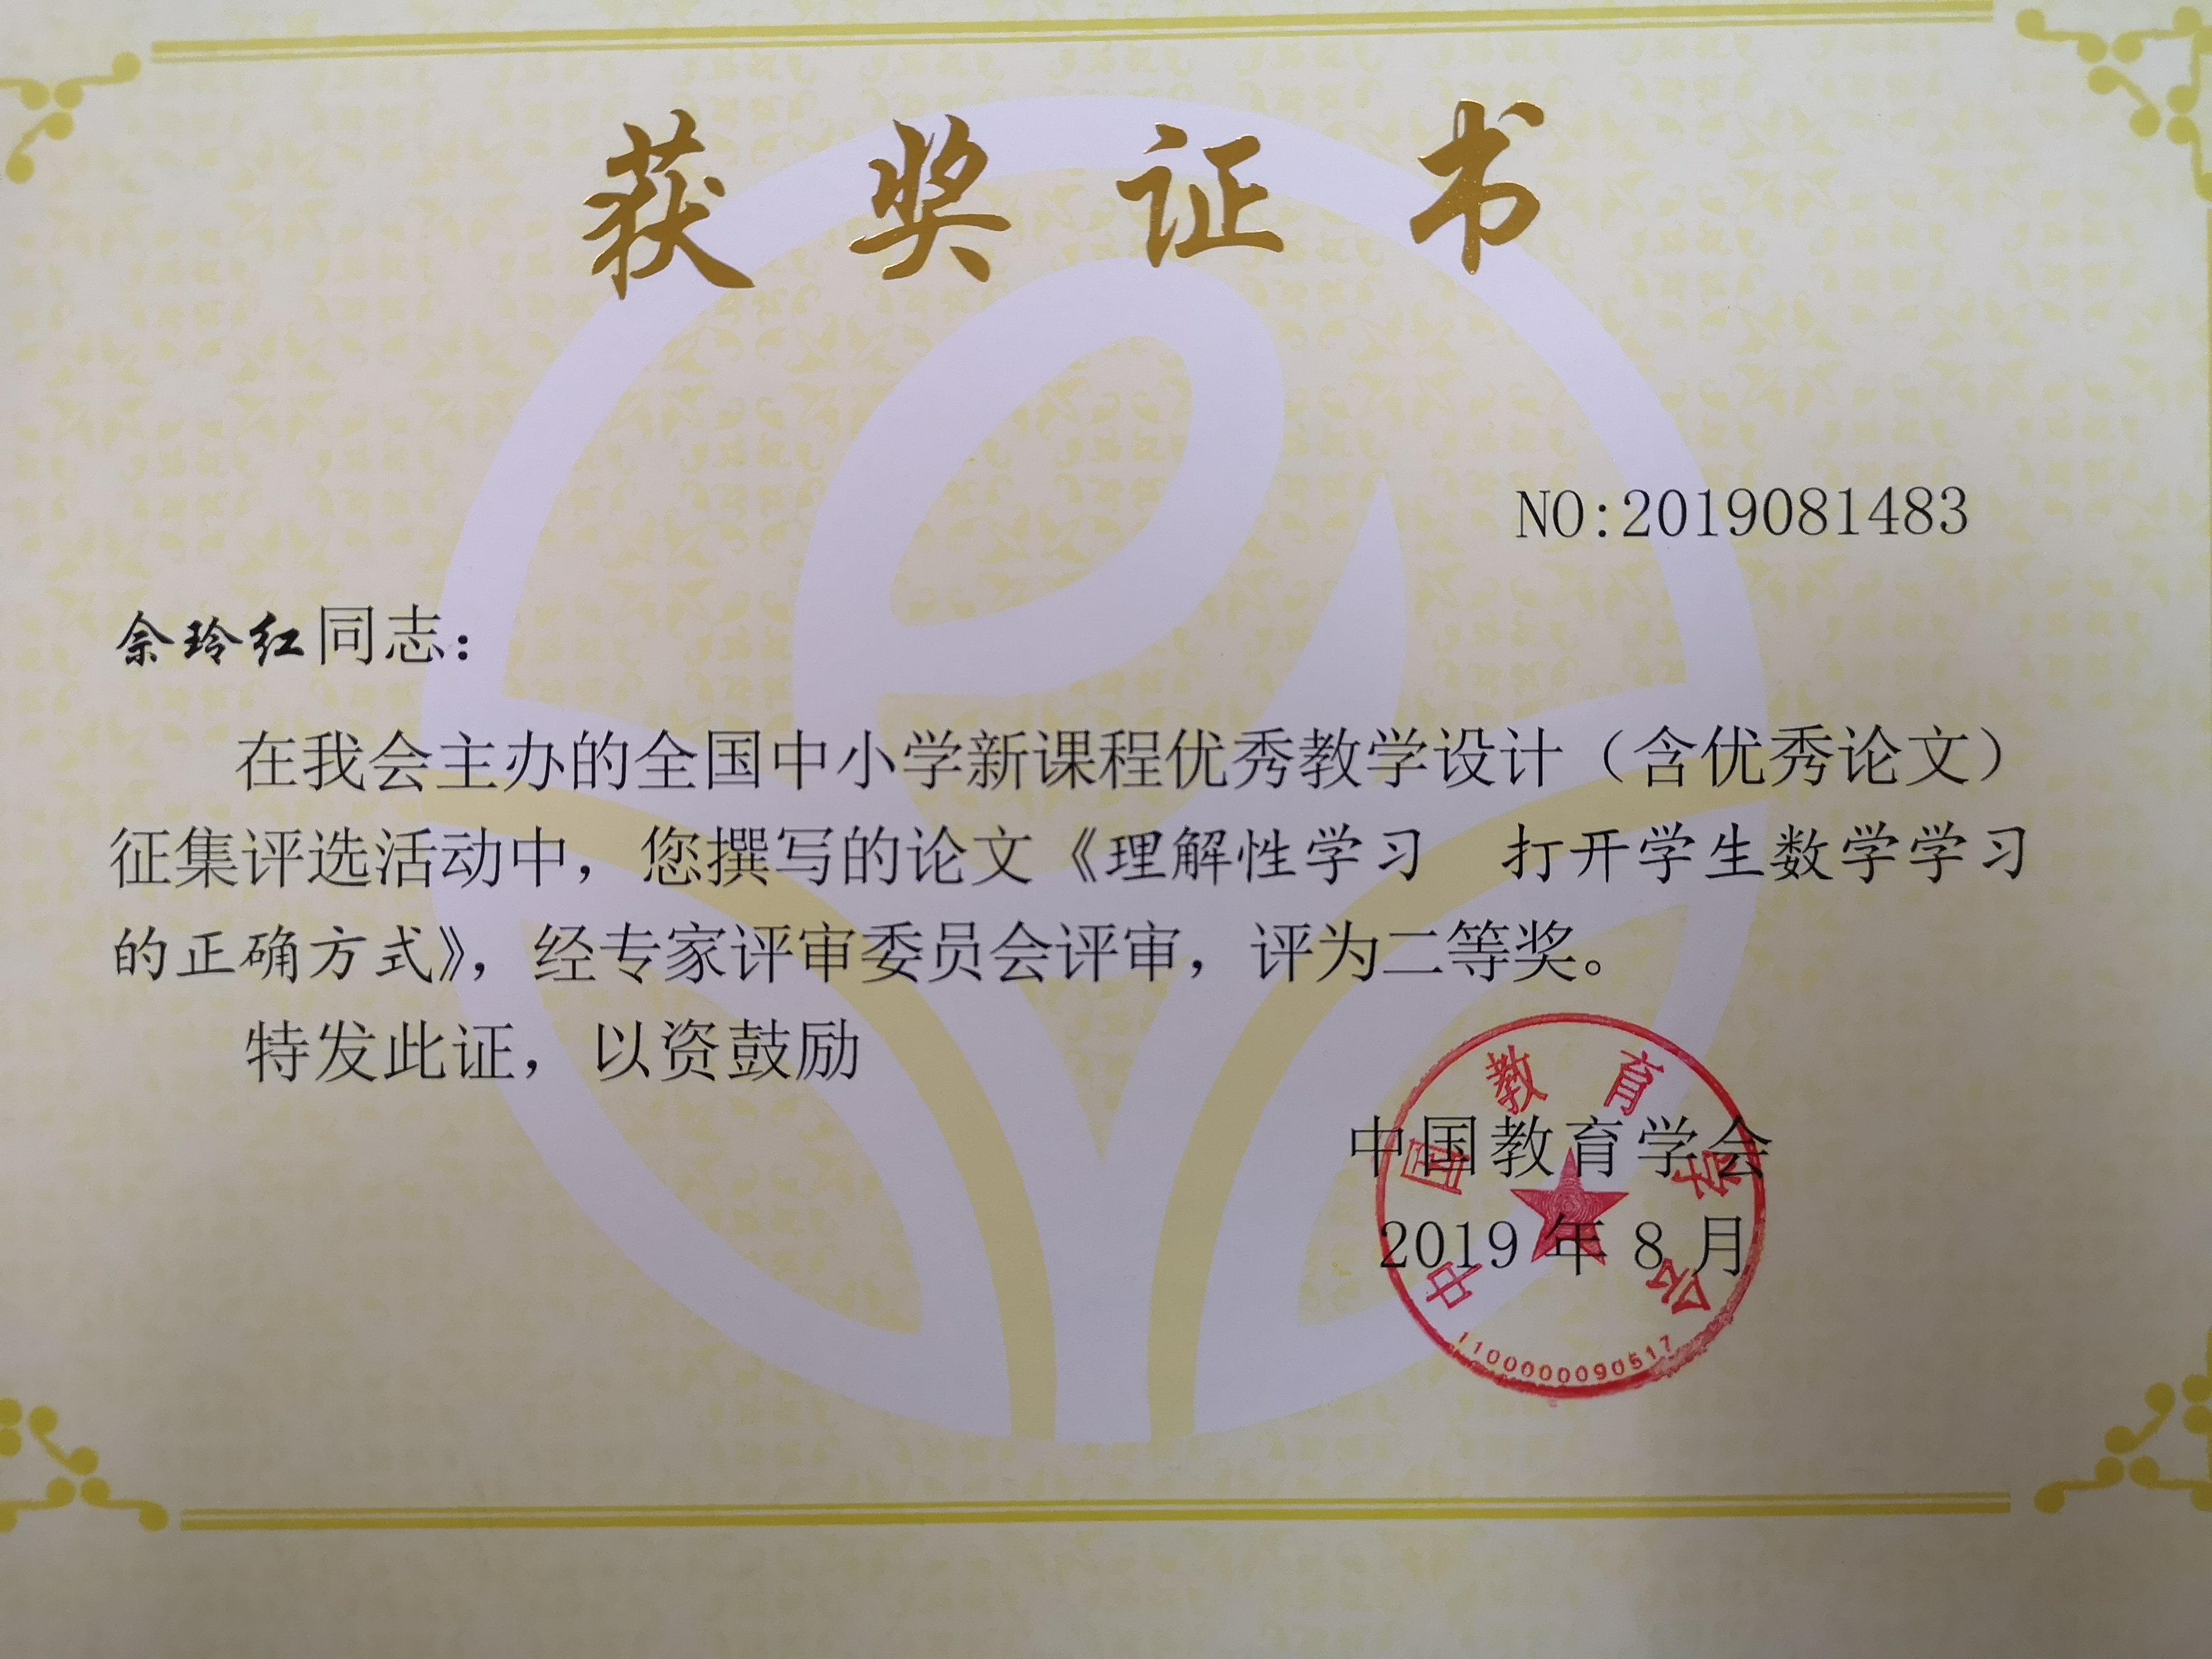 获奖证书
NO:2019081483
余玲红同志：
在我会主办的全国中小学新课程优秀教学设计（含优秀论文）
征集评选活动中，您撰写的论文《理解性学习　打开学生数学学习
的正确方式》，经专家评审委员会评审，评为二等奖。
特发此证，以资鼓励
中国教育学会
2019 年 8 月
中国教育学会
1100000090517